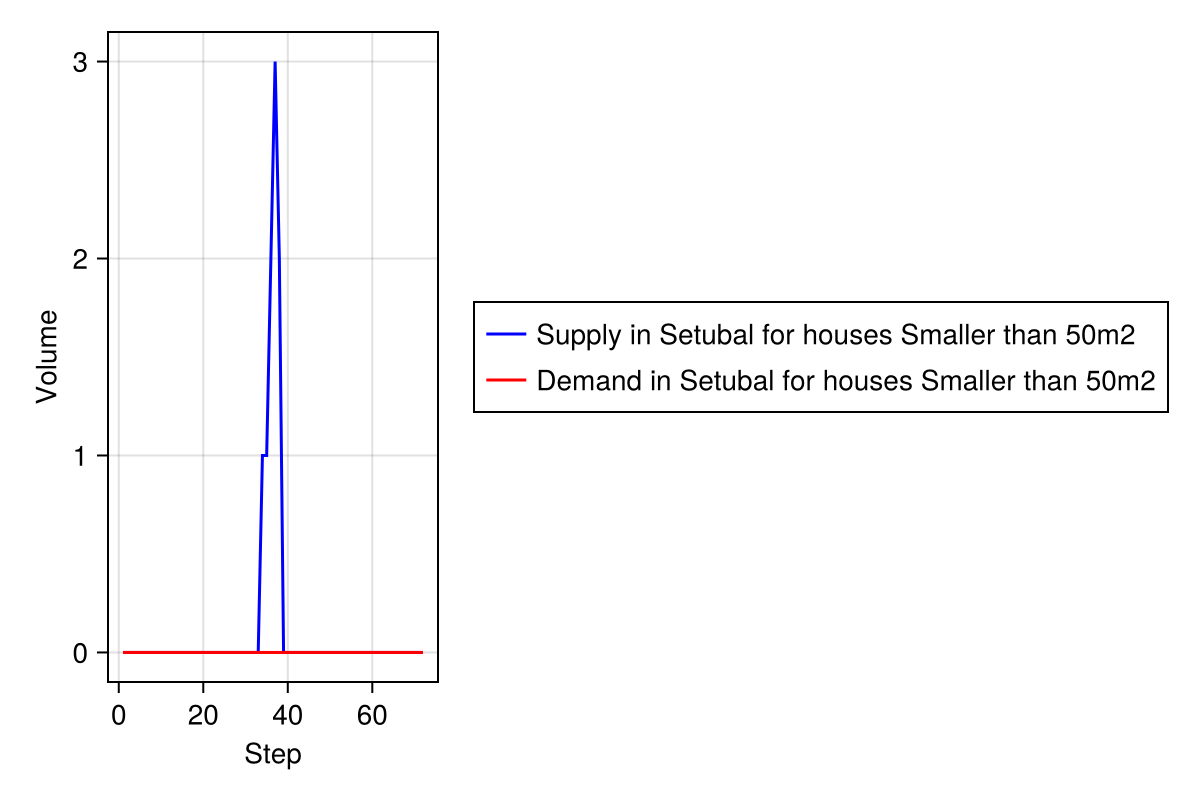 3
2
1
0
Volume
0 20 40 60
Step
Supply in Setubal for houses Smaller than 50m2
Demand in Setubal for houses Smaller than 50m2